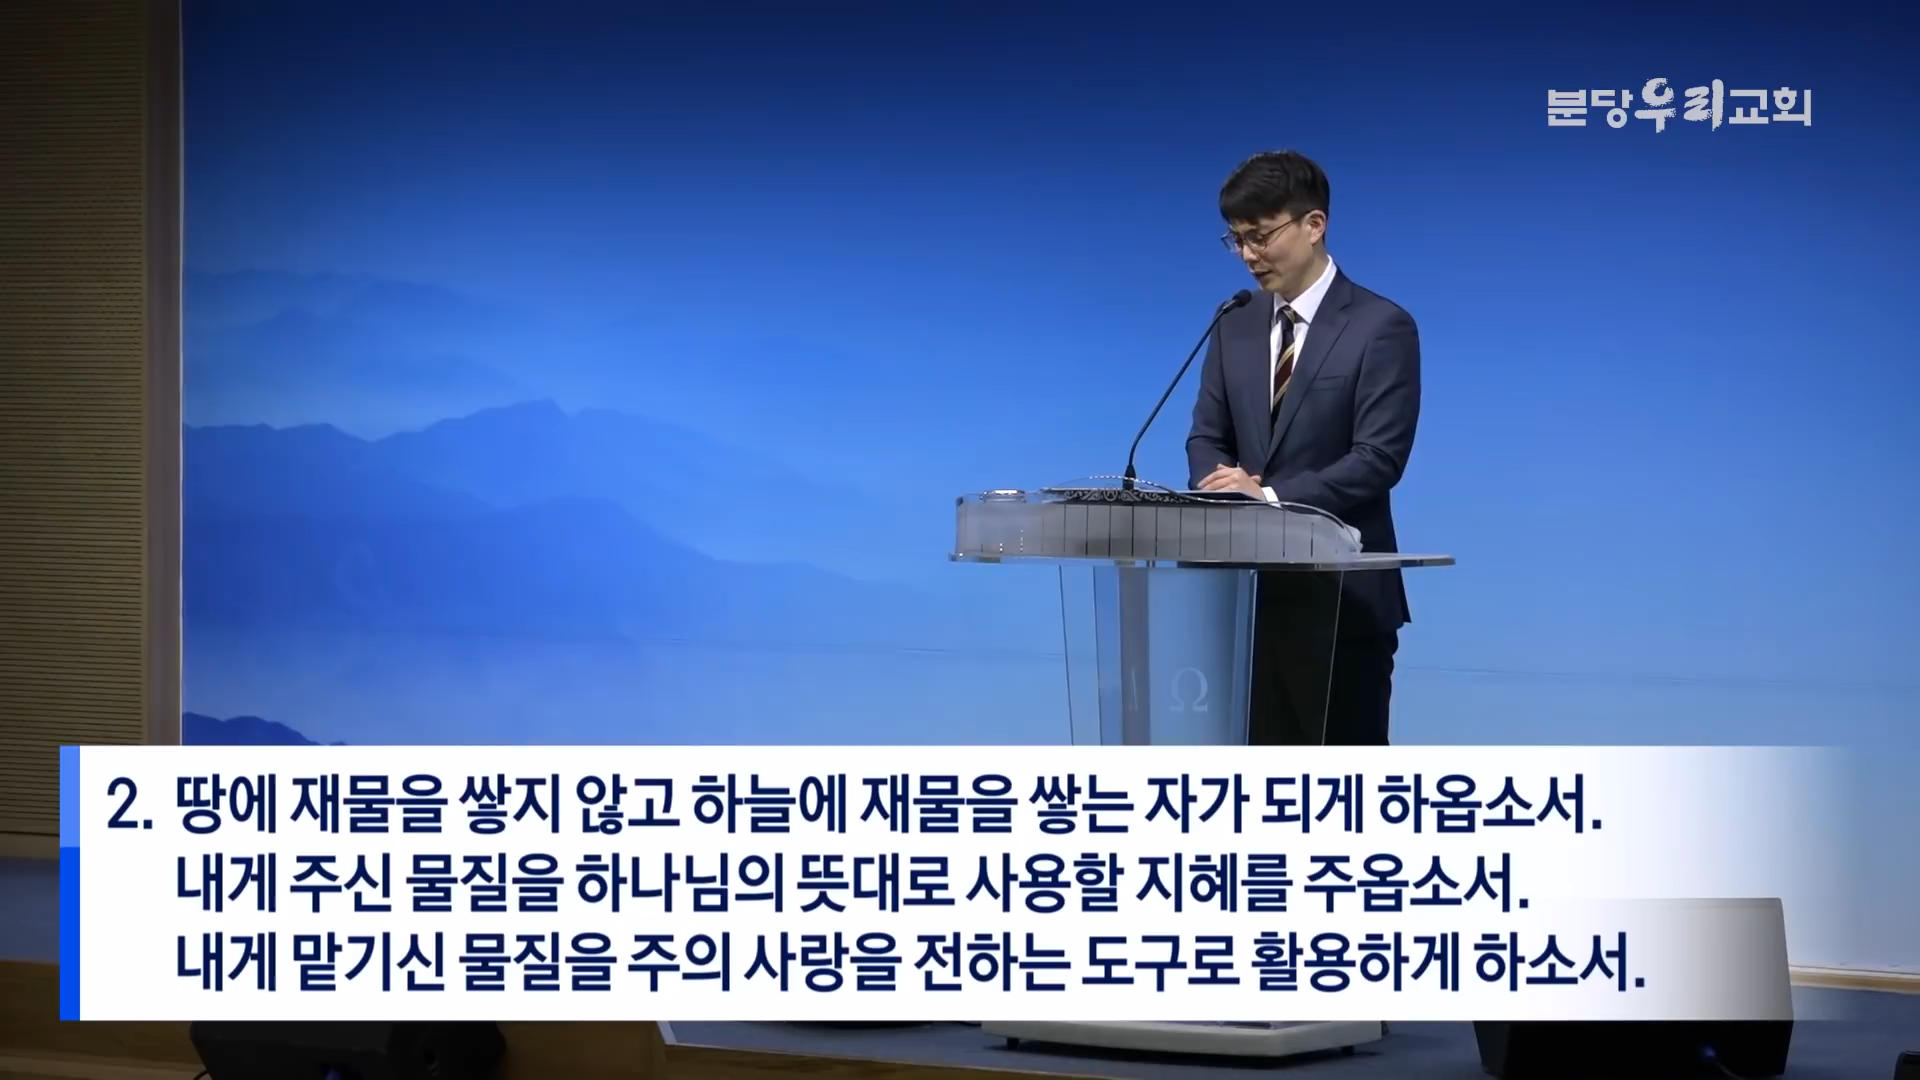 분당우리교회
Ω
2. 땅에 재물을 쌓지 않고 하늘에 재물을 쌓는 자가 되게 하옵소서.
내게 주신 물질을 하나님의 뜻대로 사용할 지혜를 주옵소서.
내게 맡기신 물질을 주의 사랑을 전하는 도구로 활용하게 하소서.